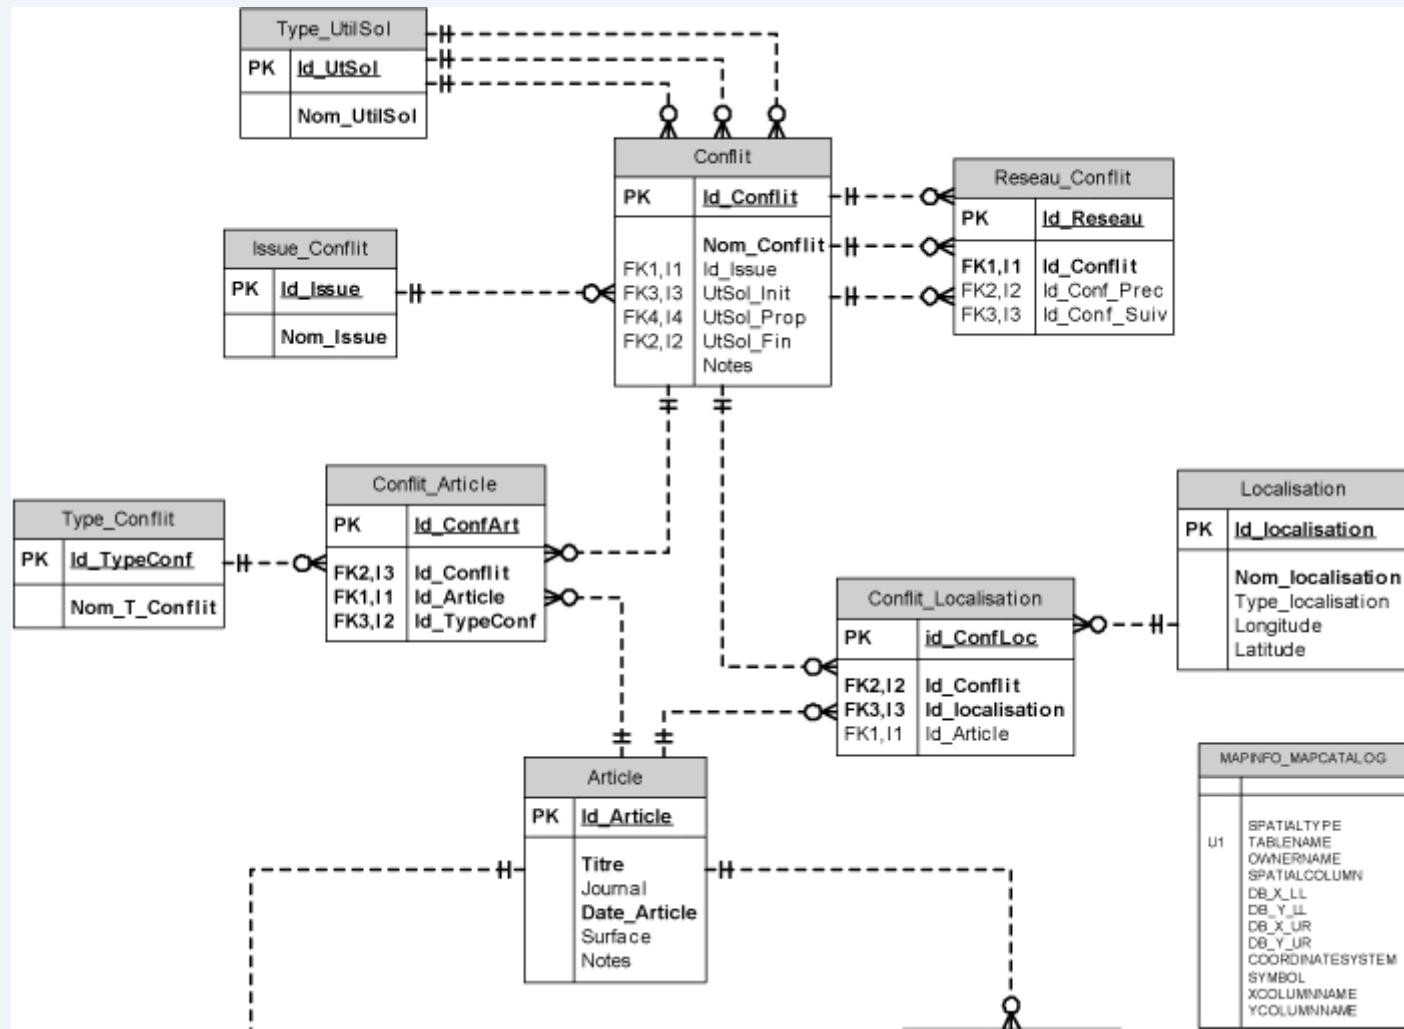 Type_UtilSol
PK Id_UtSol
Nom_UtilSol
Conflit
PK Id_Conflit
Nom_Conflit
FK1,I1 Id_Issue
FK3,I3 UtSol_Init
FK4,I4 UtSol_Prop
FK2,I2 UtSol_Fin
Notes
Reseau_Conflit
PK Id_Reseau
FK1,I1 Id_Conflit
FK2,I2 Id_Conf_Prec
FK3,I3 Id_Conf_Suiv
Issue_Conflit
PK Id_Issue
Nom_Issue
Conflit_Article
PK Id_ConfArt
FK2,I3 Id_Conflit
FK1,I1 Id_Article
FK3,I2 Id_TypeConf
Type_Conflit
PK Id_TypeConf
Nom_T_Conflit
Localisation
PK Id_localisation
Nom_localisation
Type_localisation
Longitude
Latitude
Conflit_Localisation
PK id_ConfLoc
FK2,I2 Id_Conflit
FK3,I3 Id_localisation
FK1,I1 Id_Article
Article
PK Id_Article
Titre
Journal
Date_Article
Surface
Notes
MAPINFO_MAPCATALOG
SPATIALTYPE
U1 TABLENAME
OWNERNAME
SPATIALCOLUMN
DB_X_LL
DB_Y_LL
DB_X_UR
DB_Y_UR
COORDINATESYSTEM
SYMBOL
XCOLUMNNAME
YCOLUMNNAME